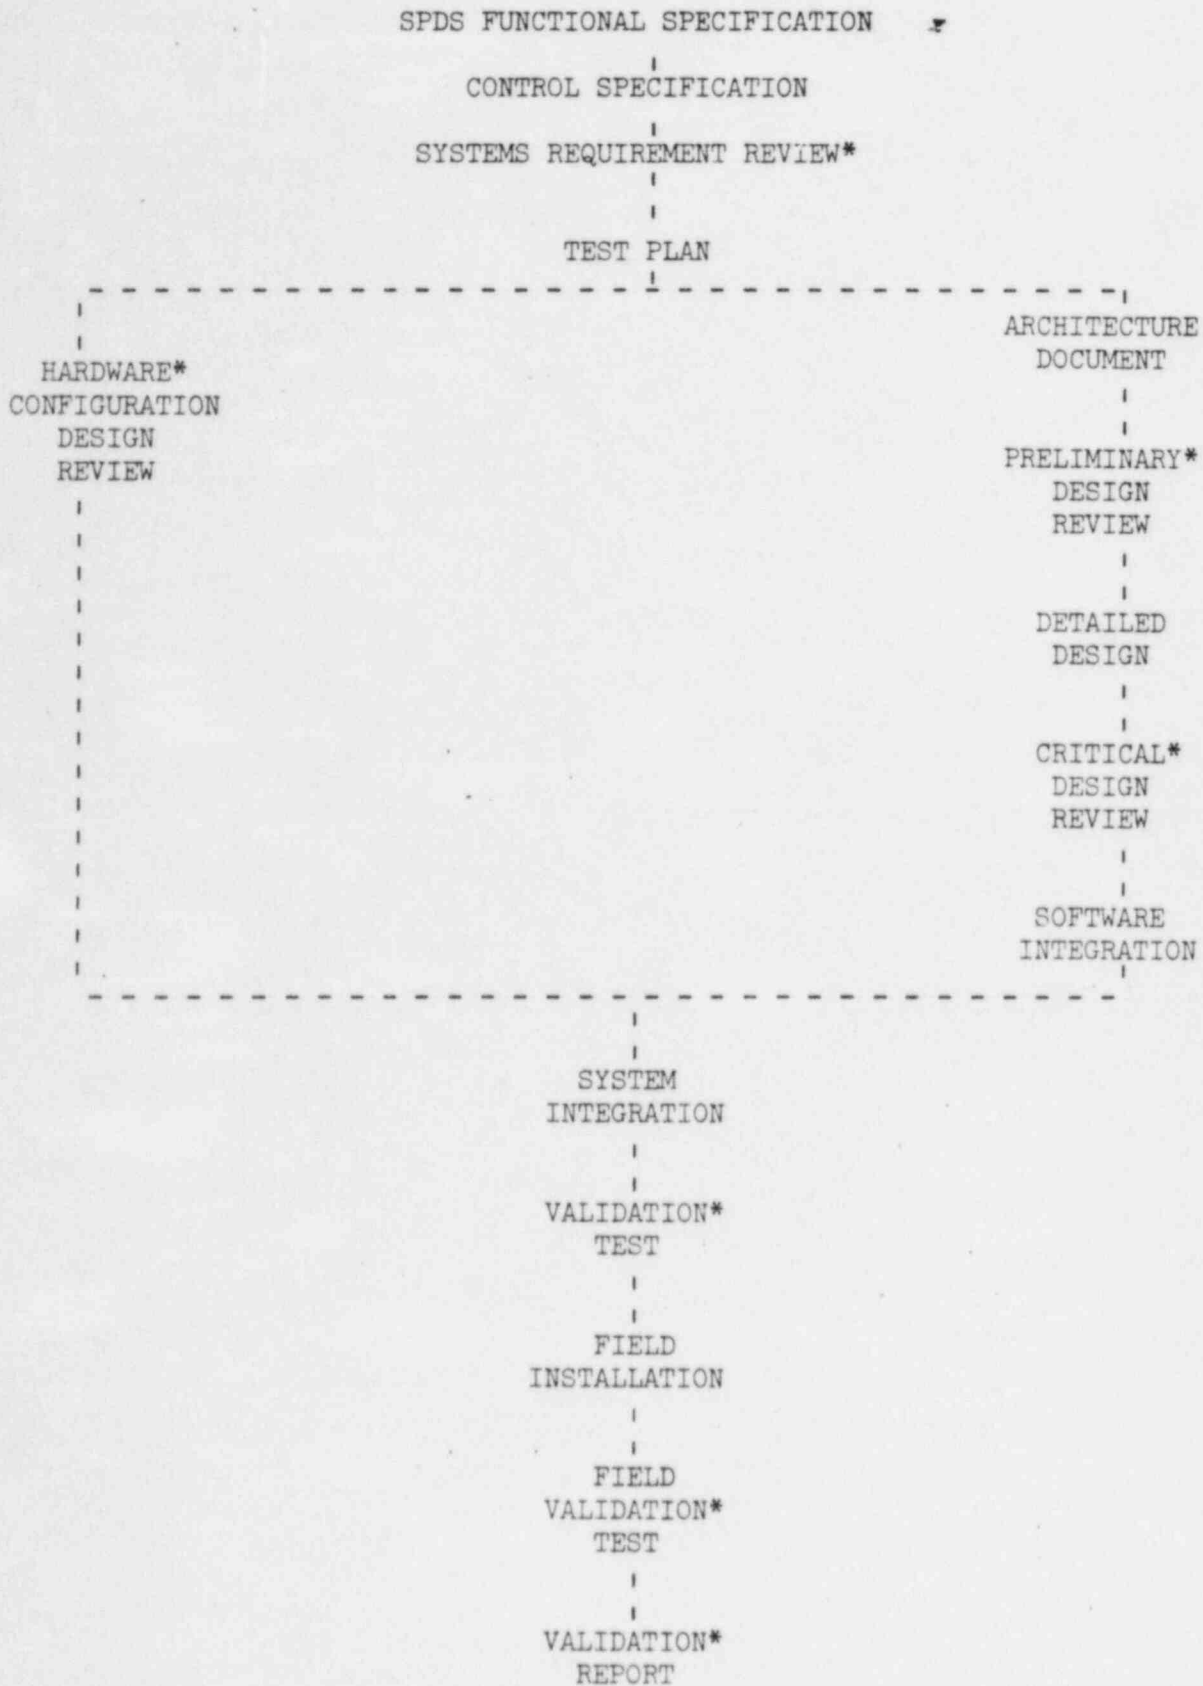 SPDS FUNCTIONAL SPECIFICATION
CONTROL SPECIFICATION
SYSTEMS REQUIREMENT REVIEW*
TEST PLAN
HARDWARE*
CONFIGURATION
DESIGN
REVIEW
ARCHITECTURE
DOCUMENT
PRELIMINARY*
DESIGN
REVIEW
DETAILED
DESIGN
CRITICAL*
DESIGN
REVIEW
SOFTWARE
INTEGRATION
SYSTEM
INTEGRATION
VALIDATION*
TEST
FIELD
INSTALLATION
FIELD
VALIDATION*
TEST
VALIDATION*
REPORT